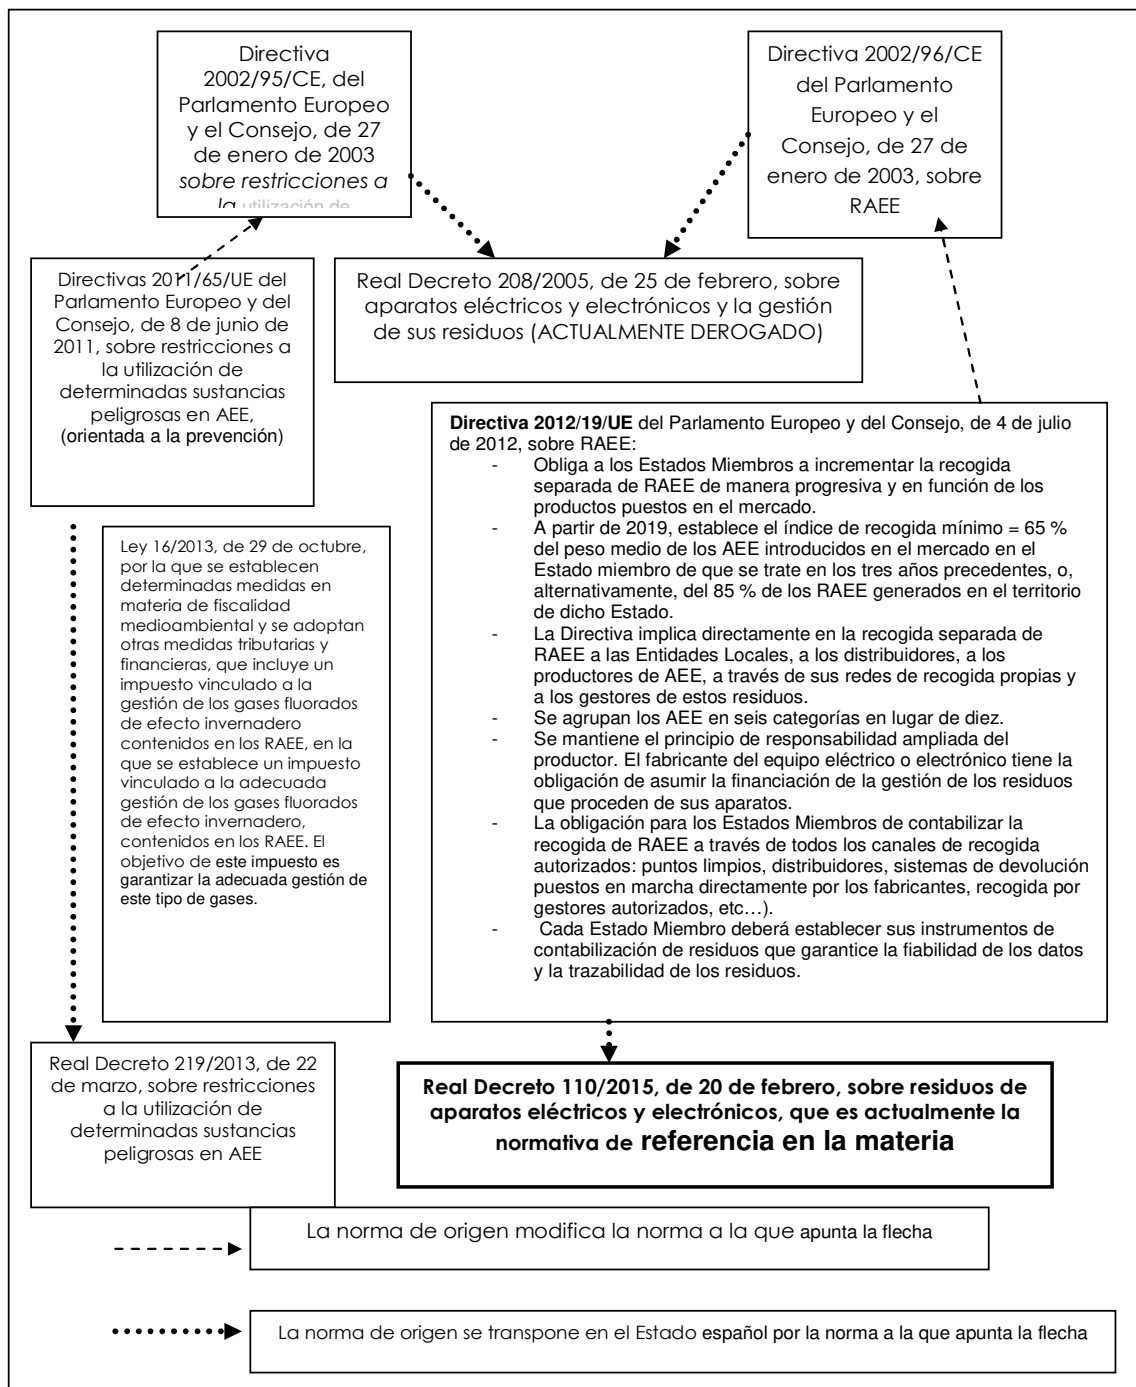 Directiva
2002/95/CE, del
Parlamento Europeo
y el Consejo, de 27
de enero de 2003
sobre restricciones a
la utilización de
Directiva 2002/96/CE
del Parlamento
Europeo y el
Consejo, de 27 de
enero de 2003, sobre
RAEE
Directivas 2011/65/UE del
Parlamento Europeo y del
Consejo, de 8 de junio de
2011, sobre restricciones a
la utilización de
determinadas sustancias
peligrosas en AEE,
(orientada a la prevención)
Real Decreto 208/2005, de 25 de febrero, sobre
aparatos eléctricos y electrónicos y la gestión
de sus residuos (ACTUALMENTE DEROGADO)
Directiva 2012/19/UE del Parlamento Europeo y del Consejo, de 4 de julio
de 2012, sobre RAEE:
- Obliga a los Estados Miembros a incrementar la recogida
separada de RAEE de manera progresiva y en función de los
productos puestos en el mercado.
- A partir de 2019, establece el índice de recogida mínimo = 65 %
del peso medio de los AEE introducidos en el mercado en el
Estado miembro de que se trate en los tres años precedentes, o,
alternativamente, del 85 % de los RAEE generados en el territorio
de dicho Estado.
- La Directiva implica directamente en la recogida separada de
RAEE a las Entidades Locales, a los distribuidores, a los
productores de AEE, a través de sus redes de recogida propias y
a los gestores de estos residuos.
- Se agrupan los AEE en seis categorías en lugar de diez.
- Se mantiene el principio de responsabilidad ampliada del
productor. El fabricante del equipo eléctrico o electrónico tiene la
obligación de asumir la financiación de la gestión de los residuos
que proceden de sus aparatos.
- La obligación para los Estados Miembros de contabilizar la
recogida de RAEE a través de todos los canales de recogida
autorizados: puntos limpios, distribuidores, sistemas de devolución
puestos en marcha directamente por los fabricantes, recogida por
gestores autorizados, etc…).
- Cada Estado Miembro deberá establecer sus instrumentos de
contabilización de residuos que garantice la fiabilidad de los datos
y la trazabilidad de los residuos.
Ley 16/2013, de 29 de octubre,
por la que se establecen
determinadas medidas en
materia de fiscalidad
medioambiental y se adoptan
otras medidas tributarias y
financieras, que incluye un
impuesto vinculado a la
gestión de los gases fluorados
de efecto invernadero
contenidos en los RAEE, en la
que se establece un impuesto
vinculado a la adecuada
gestión de los gases fluorados
de efecto invernadero,
contenidos en los RAEE. El
objetivo de este impuesto es
garantizar la adecuada gestión de
este tipo de gases.
Real Decreto 219/2013, de 22
de marzo, sobre restricciones
a la utilización de
determinadas sustancias
peligrosas en AEE
Real Decreto 110/2015, de 20 de febrero, sobre residuos de
aparatos eléctricos y electrónicos, que es actualmente la
normativa de referencia en la materia
La norma de origen modifica la norma a la que apunta la flecha
La norma de origen se transpone en el Estado español por la norma a la que apunta la flecha